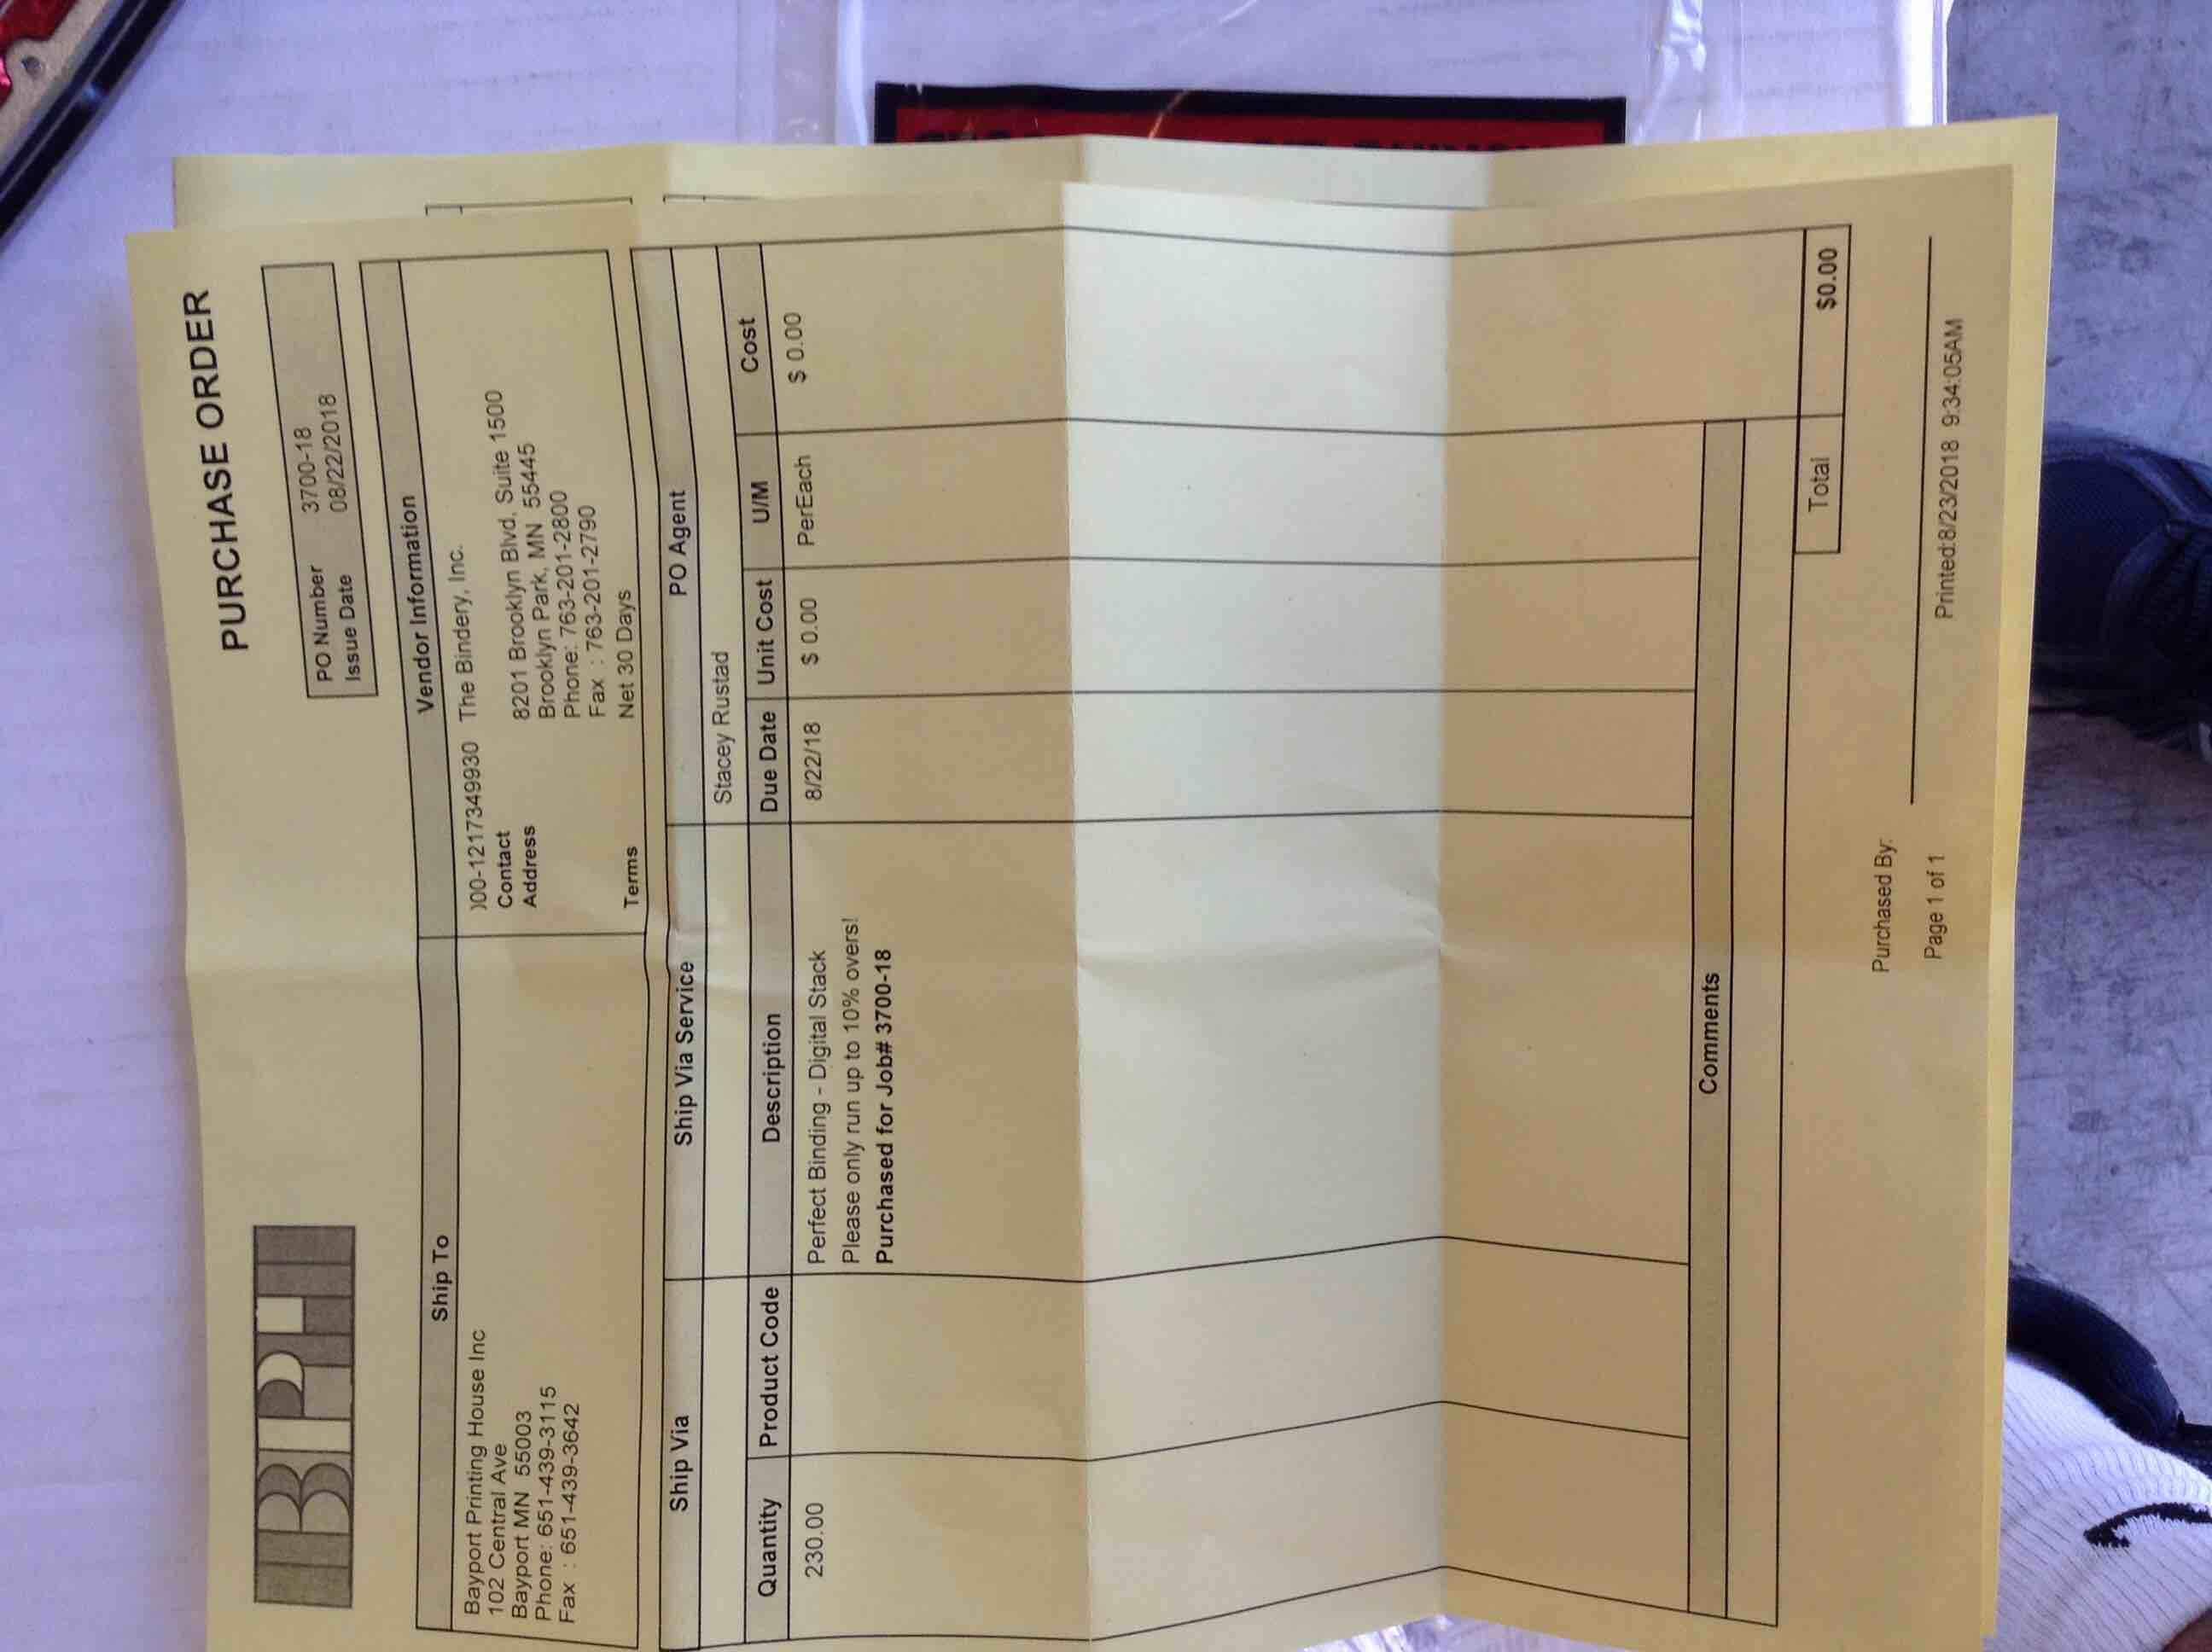 BPH
PURCHASE ORDER
PO Number 3700-18
Issue Date 08/22/2018
Ship To
Bayport Printing House Inc
102 Central Ave
Bayport MN 55003
Phone: 651-439-3115
Fax : 651-439-3642
Vendor Information
)00-1217349930 The Bindery, Inc.
Contact
Address 8201 Brooklyn Blvd, Suite 1500
Brooklyn Park, MN 55445
Phone: 763-201-2800
Fax : 763-201-2790
Terms Net 30 Days
Ship Via Ship Via Service PO Agent
Stacey Rustad
Quantity Product Code Description Due Date Unit Cost U/M Cost
230.00 Perfect Binding - Digital Stack 8/22/18 $ 0.00 PerEach $ 0.00
Please only run up to 10% overs!
Purchased for Job# 3700-18
Comments
Total $0.00
Purchased By:
Page 1 of 1 Printed:8/23/2018 9:34:05AM